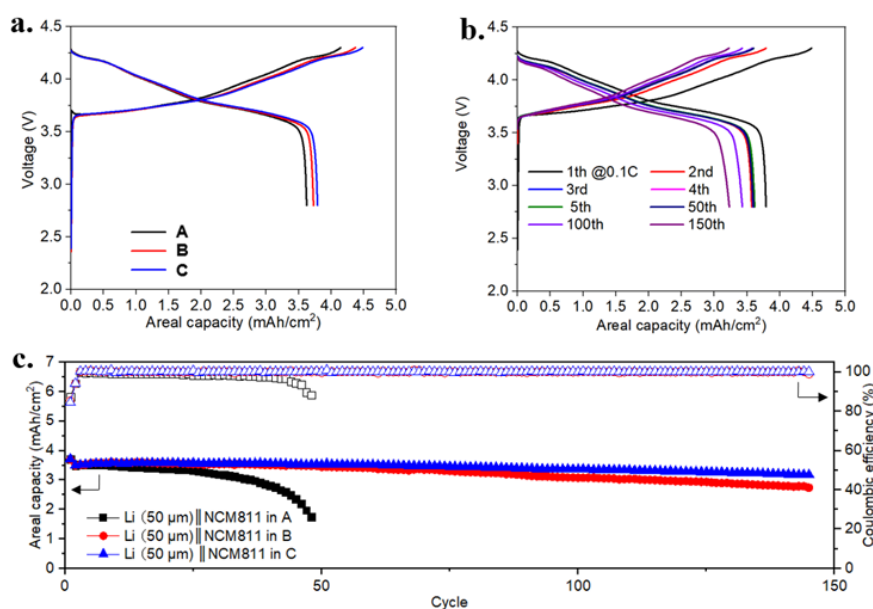 a.
4.5
4.0
3.5
3.0
2.5
2.0
Voltage (V)
0.0 0.5 1.0 1.5 2.0 2.5 3.0 3.5 4.0 4.5 5.0
Areal capacity (mAh/cm²)
A
B
C
b.
4.5
4.0
3.5
3.0
2.5
2.0
Voltage (V)
0.0 0.5 1.0 1.5 2.0 2.5 3.0 3.5 4.0 4.5 5.0
Areal capacity (mAh/cm²)
1th @0.1C 2nd
3rd 4th
5th 50th
100th 150th
c.
7
6
5
4
3
2
1
0
Areal capacity (mAh/cm²)
Li (50 μm)‖NCM811 in A
Li (50 μm)‖NCM811 in B
Li (50 μm)‖NCM811 in C
100
80
60
40
20
0
Coulombic efficiency (%)
0 50 100 150
Cycle